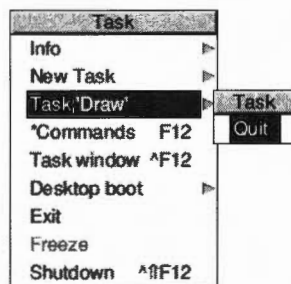 Task
Info
New Task
Task 'Draw'
Task
Quit
*Commands F12
Task window ^F12
Desktop boot
Exit
Freeze
Shutdown ^⇧F12